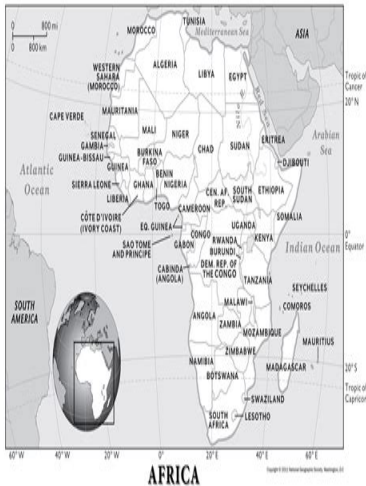 0 800 mi
0 800 km
TUNISIA
MOROCCO
Mediterranean Sea
ASIA
ALGERIA
LIBYA
EGYPT
WESTERN
SAHARA
(MOROCCO)
Tropic of
Cancer
20° N
Nile
Red Sea
CAPE VERDE
MAURITANIA
MALI
NIGER
CHAD
SUDAN
ERITREA
Arabian
Sea
SENEGAL
GAMBIA
GUINEA-BISSAU
GUINEA
BURKINA
FASO
BENIN
DJIBOUTI
Atlantic
Ocean
SIERRA LEONE
LIBERIA
GHANA
NIGERIA
TOGO
CEN. AF.
REP.
SOUTH
SUDAN
ETHIOPIA
CÔTE D'IVOIRE
(IVORY COAST)
CAMEROON
SOMALIA
EQ. GUINEA
SAO TOME
AND PRINCIPE
GABON
CONGO
UGANDA
KENYA
RWANDA
BURUNDI
Indian Ocean
0°
Equator
DEM. REP. OF
THE CONGO
CABINDA
(ANGOLA)
TANZANIA
SEYCHELLES
COMOROS
SOUTH
AMERICA
ANGOLA
MALAWI
ZAMBIA
MOZAMBIQUE
MAURITIUS
ZIMBABWE
NAMIBIA
BOTSWANA
MADAGASCAR
20° S
Tropic of
Capricorn
SWAZILAND
SOUTH
AFRICA
LESOTHO
60° W 40° W 20° W 0° 20° E 40° E 60° E
AFRICA